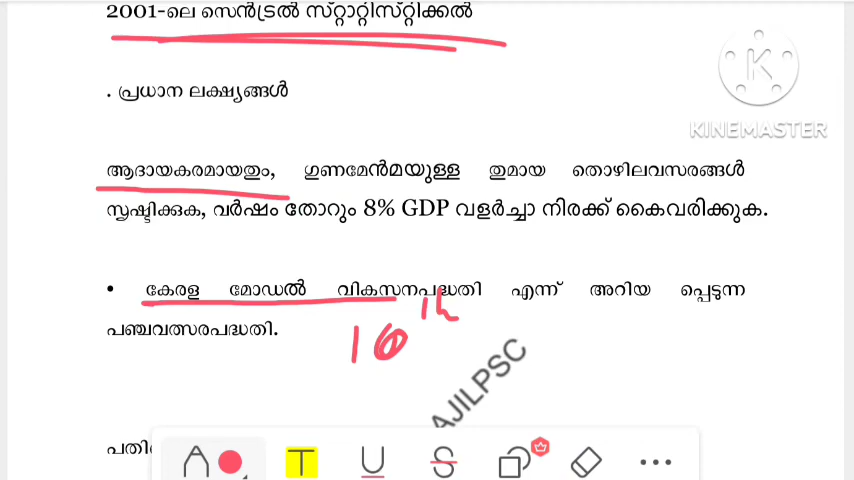 2001-ലെ സെൻട്രൽ സ്റ്റാറ്റിസ്റ്റിക്കൽ
K
KINEMASTER
. പ്രധാന ലക്ഷ്യങ്ങൾ
ആദായകരമായതും, ഗുണമേൻമയുള്ള തുമായ തൊഴിലവസരങ്ങൾ
സൃഷ്ടിക്കുക, വർഷം തോറും 8% GDP വളർച്ചാ നിരക്ക് കൈവരിക്കുക.
• കേരള മോഡൽ വികസനപദ്ധതി എന്ന് അറിയ പ്പെടുന്ന
പഞ്ചവത്സരപദ്ധതി.
10th
AJILPSC
A T U S